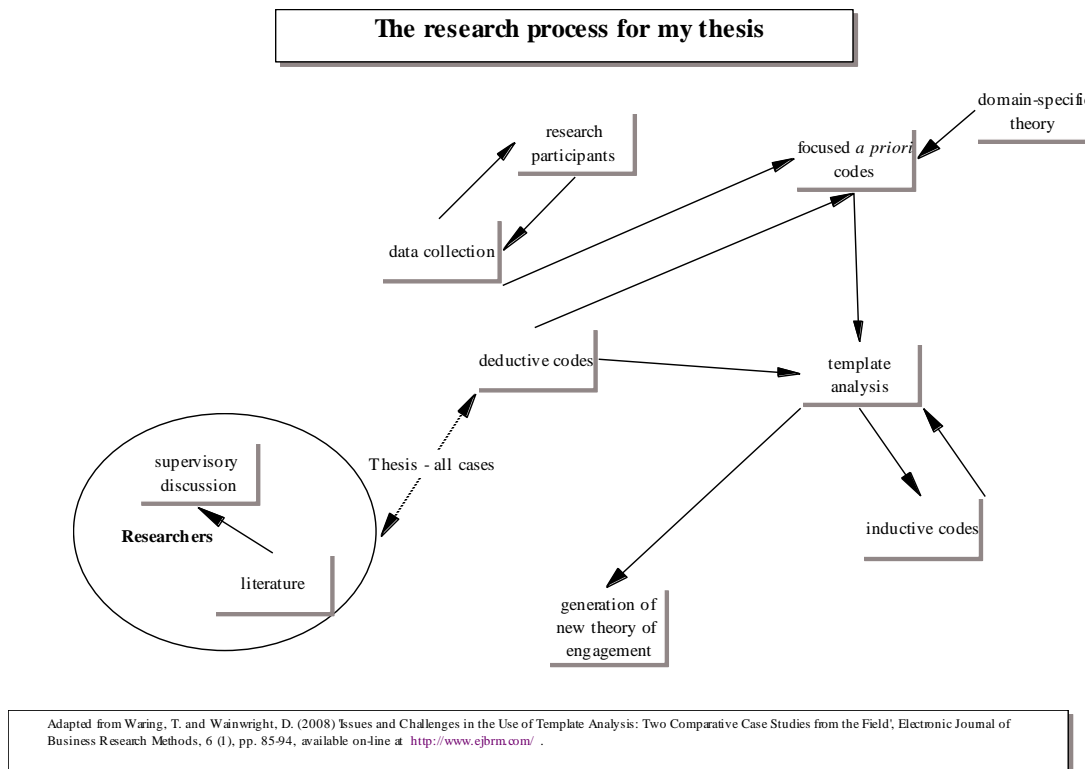 The research process for my thesis
domain-specific
theory
research
participants
focused a priori
codes
data collection
deductive codes
template
analysis
Thesis - all cases
supervisory
discussion
Researchers
literature
inductive codes
generation of
new theory of
engagement
Adapted from Waring, T. and Wainwright, D. (2008) 'Issues and Challenges in the Use of Template Analysis: Two Comparative Case Studies from the Field', Electronic Journal of
Business Research Methods, 6 (1), pp. 85-94, available on-line at http://www.ejbrm.com/ .